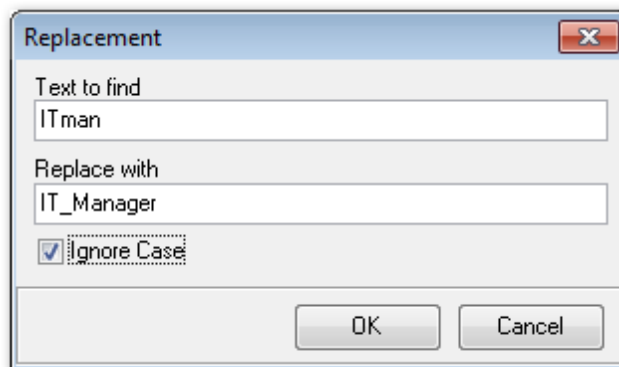 Replacement
Text to find
ITman
Replace with
IT_Manager
Ignore Case
OK Cancel